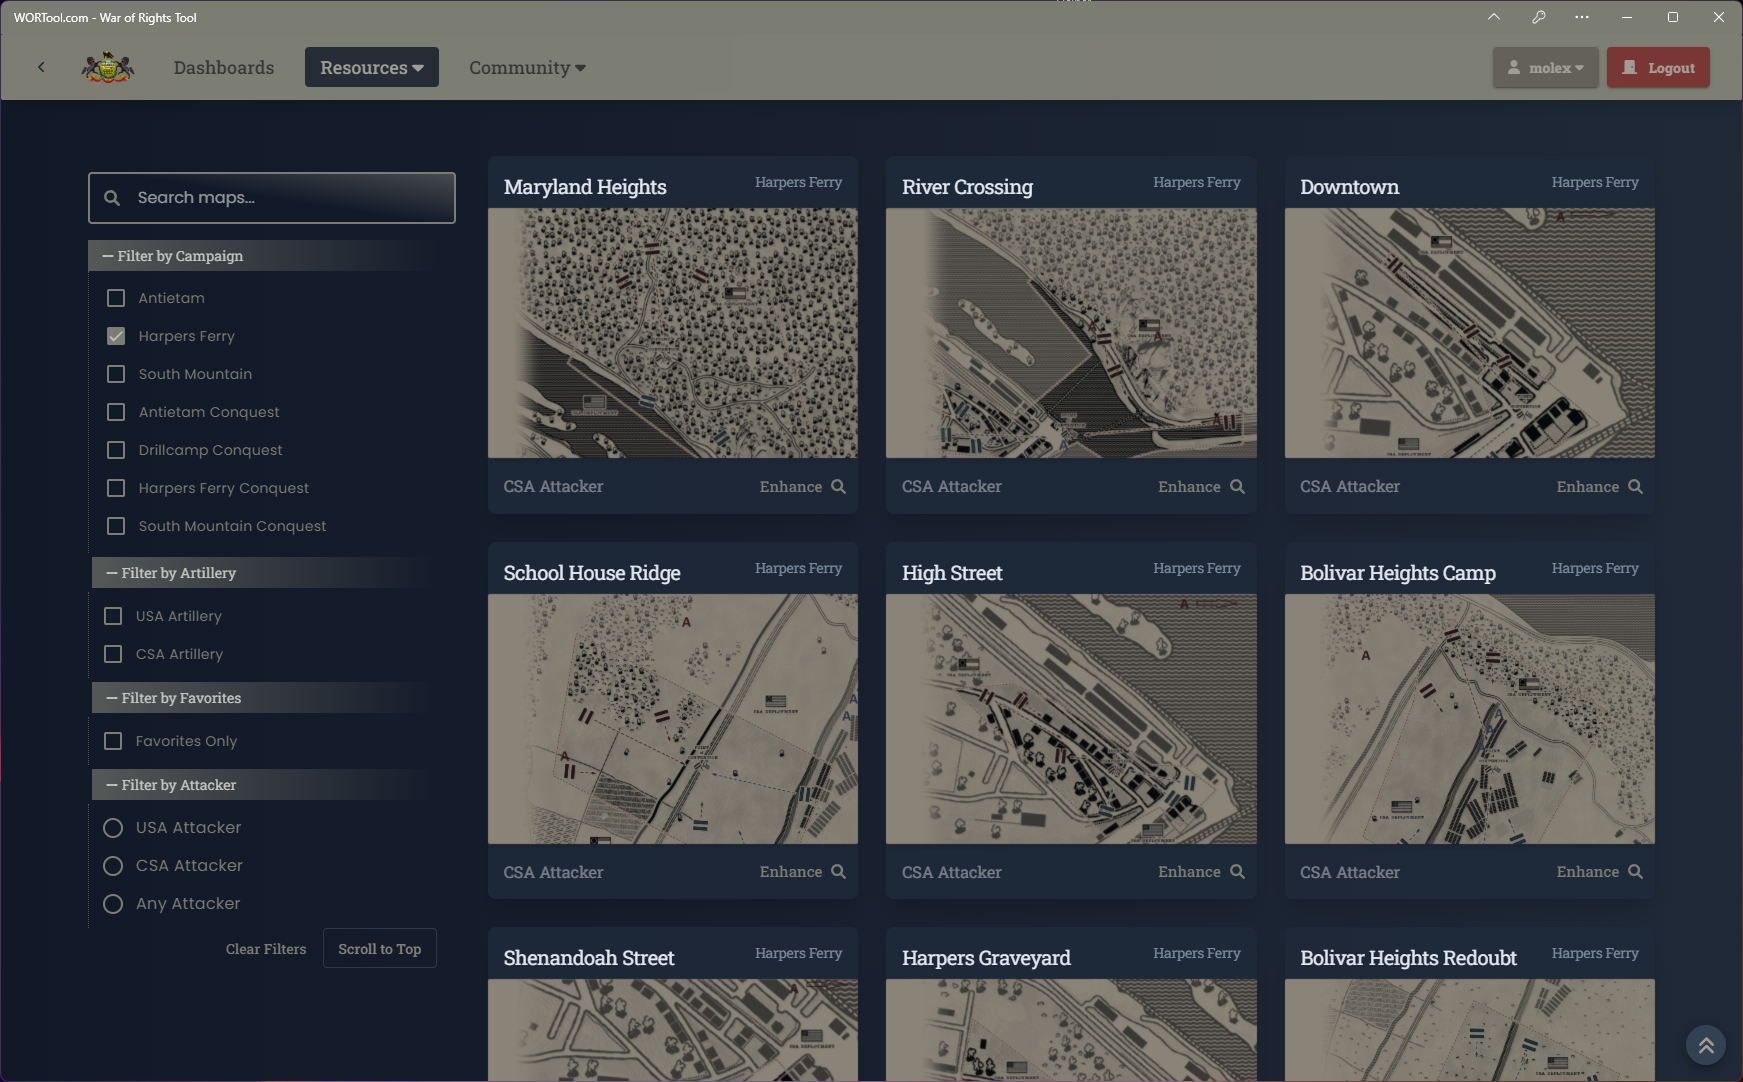 WORTool.com - War of Rights Tool
Dashboards
Resources
Community
molex
Logout
Search maps...
Filter by Campaign
Antietam
Harpers Ferry
South Mountain
Antietam Conquest
Drillcamp Conquest
Harpers Ferry Conquest
South Mountain Conquest
Filter by Artillery
USA Artillery
CSA Artillery
Filter by Favorites
Favorites Only
Filter by Attacker
USA Attacker
CSA Attacker
Any Attacker
Clear Filters
Scroll to Top
Maryland Heights
Harpers Ferry
CSA Attacker
Enhance
River Crossing
Harpers Ferry
CSA Attacker
Enhance
Downtown
Harpers Ferry
CSA Attacker
Enhance
School House Ridge
Harpers Ferry
CSA Attacker
Enhance
High Street
Harpers Ferry
CSA Attacker
Enhance
Bolivar Heights Camp
Harpers Ferry
CSA Attacker
Enhance
Shenandoah Street
Harpers Ferry
Harpers Graveyard
Harpers Ferry
Bolivar Heights Redoubt
Harpers Ferry